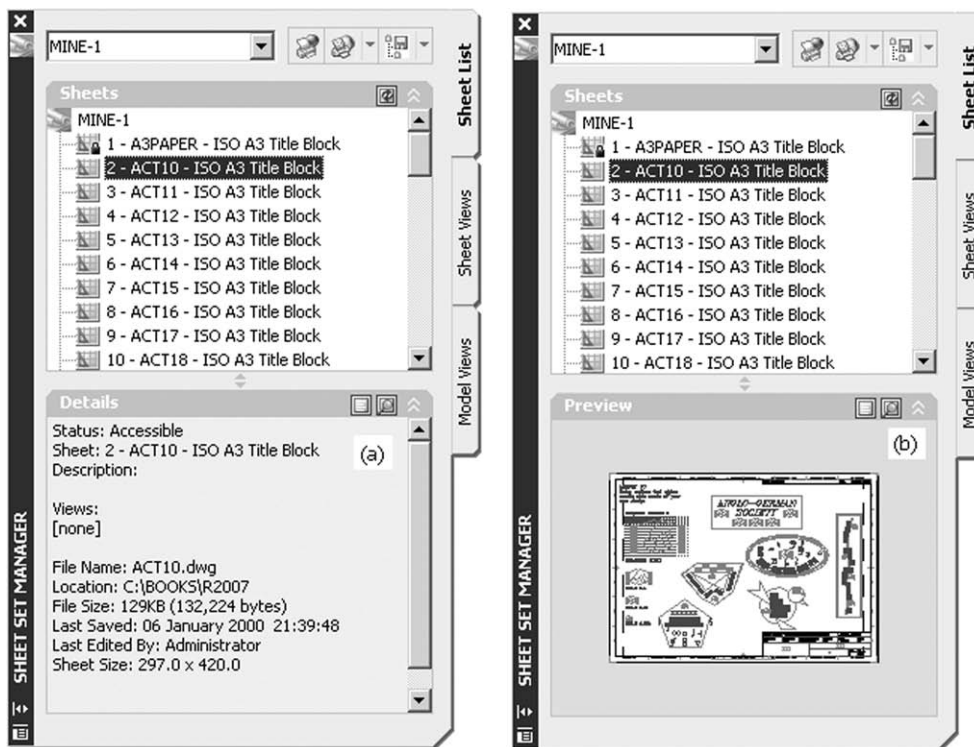 MINE-1
Sheets
MINE-1
1 - A3PAPER - ISO A3 Title Block
2 - ACT10 - ISO A3 Title Block
3 - ACT11 - ISO A3 Title Block
4 - ACT12 - ISO A3 Title Block
5 - ACT13 - ISO A3 Title Block
6 - ACT14 - ISO A3 Title Block
7 - ACT15 - ISO A3 Title Block
8 - ACT16 - ISO A3 Title Block
9 - ACT17 - ISO A3 Title Block
10 - ACT18 - ISO A3 Title Block
Details
(a)
Status: Accessible
Sheet: 2 - ACT10 - ISO A3 Title Block
Description:
Views:
[none]
File Name: ACT10.dwg
Location: C:\BOOKS\R2007
File Size: 129KB (132,224 bytes)
Last Saved: 06 January 2000 21:39:48
Last Edited By: Administrator
Sheet Size: 297.0 x 420.0
SHEET SET MANAGER
Sheet List
Sheet Views
Model Views
MINE-1
Sheets
MINE-1
1 - A3PAPER - ISO A3 Title Block
2 - ACT10 - ISO A3 Title Block
3 - ACT11 - ISO A3 Title Block
4 - ACT12 - ISO A3 Title Block
5 - ACT13 - ISO A3 Title Block
6 - ACT14 - ISO A3 Title Block
7 - ACT15 - ISO A3 Title Block
8 - ACT16 - ISO A3 Title Block
9 - ACT17 - ISO A3 Title Block
10 - ACT18 - ISO A3 Title Block
Preview
(b)
ANGLO-GERMAN
SOCIETY
SHEET SET MANAGER
Sheet List
Sheet Views
Model Views